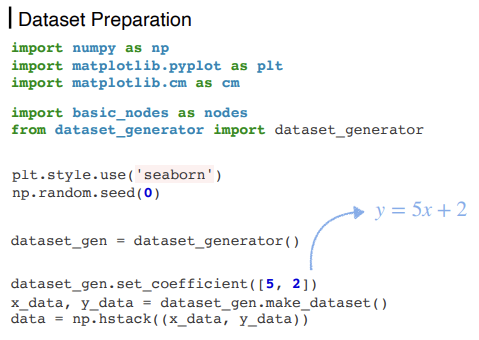 Dataset Preparation
import numpy as np
import matplotlib.pyplot as plt
import matplotlib.cm as cm
import basic_nodes as nodes
from dataset_generator import dataset_generator
plt.style.use('seaborn')
np.random.seed(0)
y = 5x + 2
dataset_gen = dataset_generator()
dataset_gen.set_coefficient([5, 2])
x_data, y_data = dataset_gen.make_dataset()
data = np.hstack((x_data, y_data))